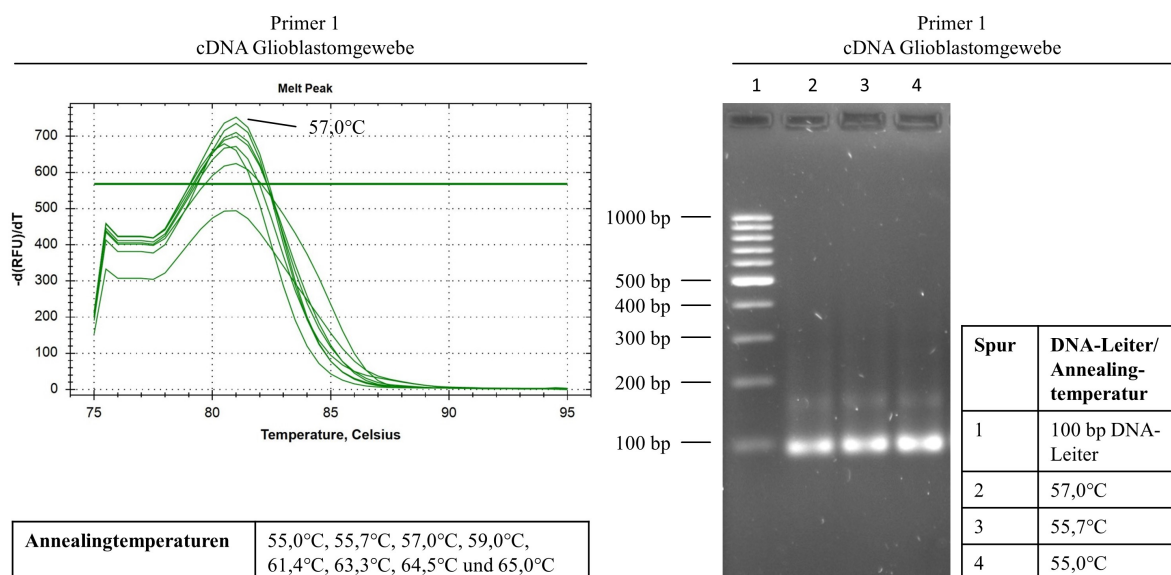 Primer 1
cDNA Glioblastomgewebe
Melt Peak
57,0°C
700
600
500
400
300
200
100
0
-d(RFU)/dT
75
80
85
90
95
Temperature, Celsius
Annealingtemperaturen
55,0°C, 55,7°C, 57,0°C, 59,0°C,
61,4°C, 63,3°C, 64,5°C und 65,0°C
Primer 1
cDNA Glioblastomgewebe
1 2 3 4
1000 bp
500 bp
400 bp
300 bp
200 bp
100 bp
Spur
DNA-Leiter/
Annealing-
temperatur
1
100 bp DNA-
Leiter
2
57,0°C
3
55,7°C
4
55,0°C